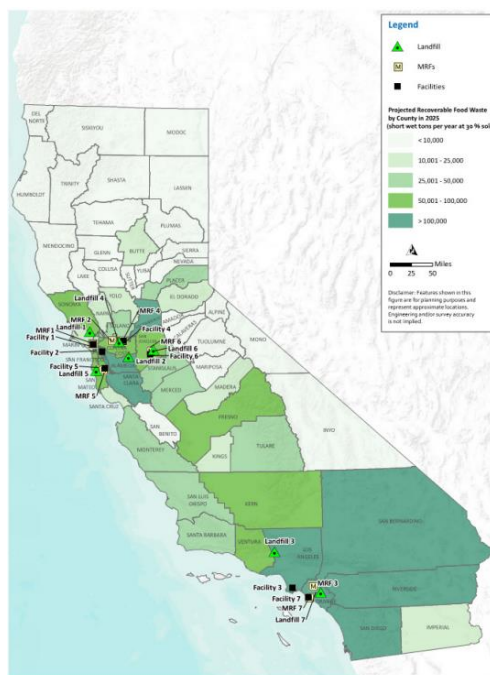 Legend
Landfill
MRFs
Facilities
Projected Recoverable Food Waste
by County in 2025
(short wet tons per year at 30 % sol
< 10,000
10,001 - 25,000
25,001 - 50,000
50,001 - 100,000
> 100,000
Miles
0 25 50
Disclaimer: Features shown in this
figure are for planning purposes and
represent approximate locations.
Engineering and/or survey accuracy
is not implied.
DEL
NORTE
SISKIYOU
MODOC
HUMBOLDT
TRINITY
SHASTA
LASSEN
TEHAMA
PLUMAS
MENDOCINO
GLENN
BUTTE
SIERRA
NEVADA
YUBA
COLUSA
LAKE
PLACER
Landfill 4
YOLO
EL DORADO
SONOMA
NAPA
MRF 4
ALPINE
MRF 2
Landfill 1
MRF 1
Facility 1
Facility 4
MRF 6
Landfill 6
Facility 6
TUOLUMNE
MONO
Facility 2
Landfill 2
SAN FRANCISCO
STANISLAUS
MARIPOSA
Facility 5
Landfill 5
SAN
MATEO
SANTA
CLARA
MERCED
MADERA
MRF 5
SANTA CRUZ
SAN
BENITO
FRESNO
INYO
MONTEREY
KINGS
TULARE
SAN LUIS
OBISPO
KERN
SAN BERNARDINO
SANTA BARBARA
VENTURA
Landfill 3
LOS
ANGELES
Facility 3
MRF 3
Facility 7
MRF 7
Landfill 7
RIVERSIDE
SAN DIEGO
IMPERIAL